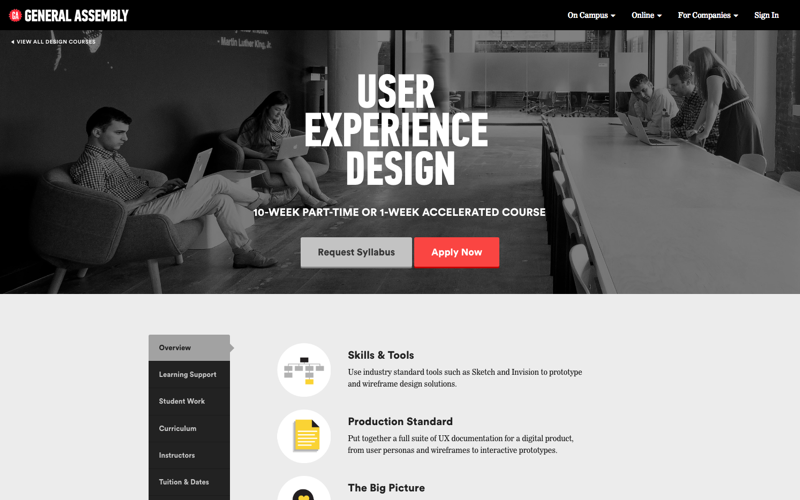 GA GENERAL ASSEMBLY
On Campus Online For Companies Sign In
VIEW ALL DESIGN COURSES
- Martin Luther King, Jr.
USER
EXPERIENCE
DESIGN
10-WEEK PART-TIME OR 1-WEEK ACCELERATED COURSE
Request Syllabus Apply Now
Overview
Learning Support
Student Work
Curriculum
Instructors
Tuition & Dates
Skills & Tools
Use industry standard tools such as Sketch and Invision to prototype
and wireframe design solutions.
Production Standard
Put together a full suite of UX documentation for a digital product,
from user personas and wireframes to interactive prototypes.
The Big Picture